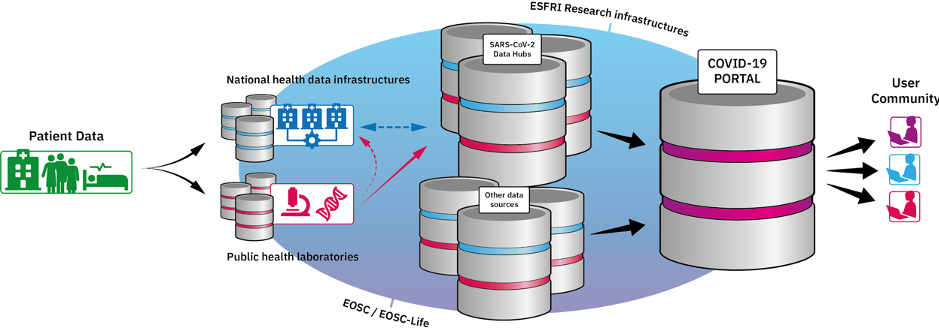 ESFRI Research infrastructures
SARS-CoV-2
Data Hubs
COVID-19
PORTAL
National health data infrastructures
User
Community
Patient Data
Other data
sources
Public health laboratories
EOSC / EOSC-Life